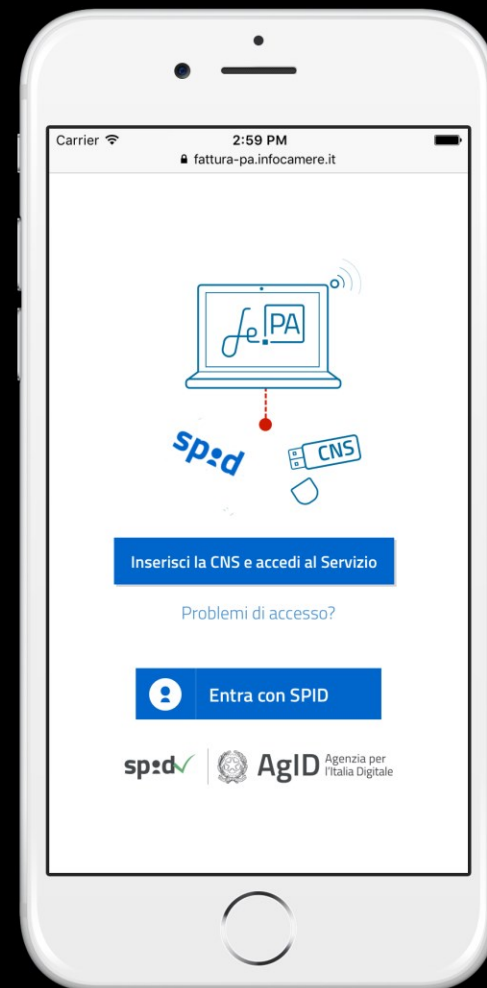 Carrier 2:59 PM
fattura-pa.infocamere.it
fe.PA
spid
CNS
Inserisci la CNS e accedi al Servizio
Problemi di accesso?
Entra con SPID
spid AgID Agenzia per
l'Italia Digitale